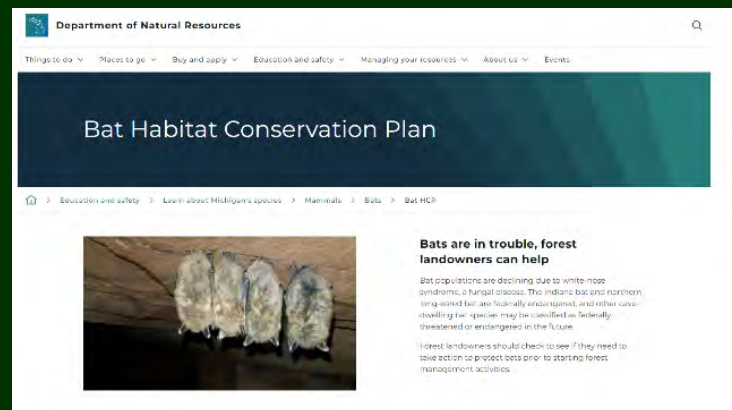 Department of Natural Resources
Things to do Places to go Buy and apply Education and safety Managing your resources About us Events
Bat Habitat Conservation Plan
> Education and safety > Learn about Michigan's species > Mammals > Bats > Bat HCP
Bats are in trouble, forest
landowners can help
Bat populations are declining due to white-nose
syndrome, a fungal disease. The Indiana bat and northern
long-eared bat are federally endangered, and other cave-
dwelling bat species may be classified as federally
threatened or endangered in the future.
Forest landowners should check to see if they need to
take action to protect bats prior to starting forest
management activities.